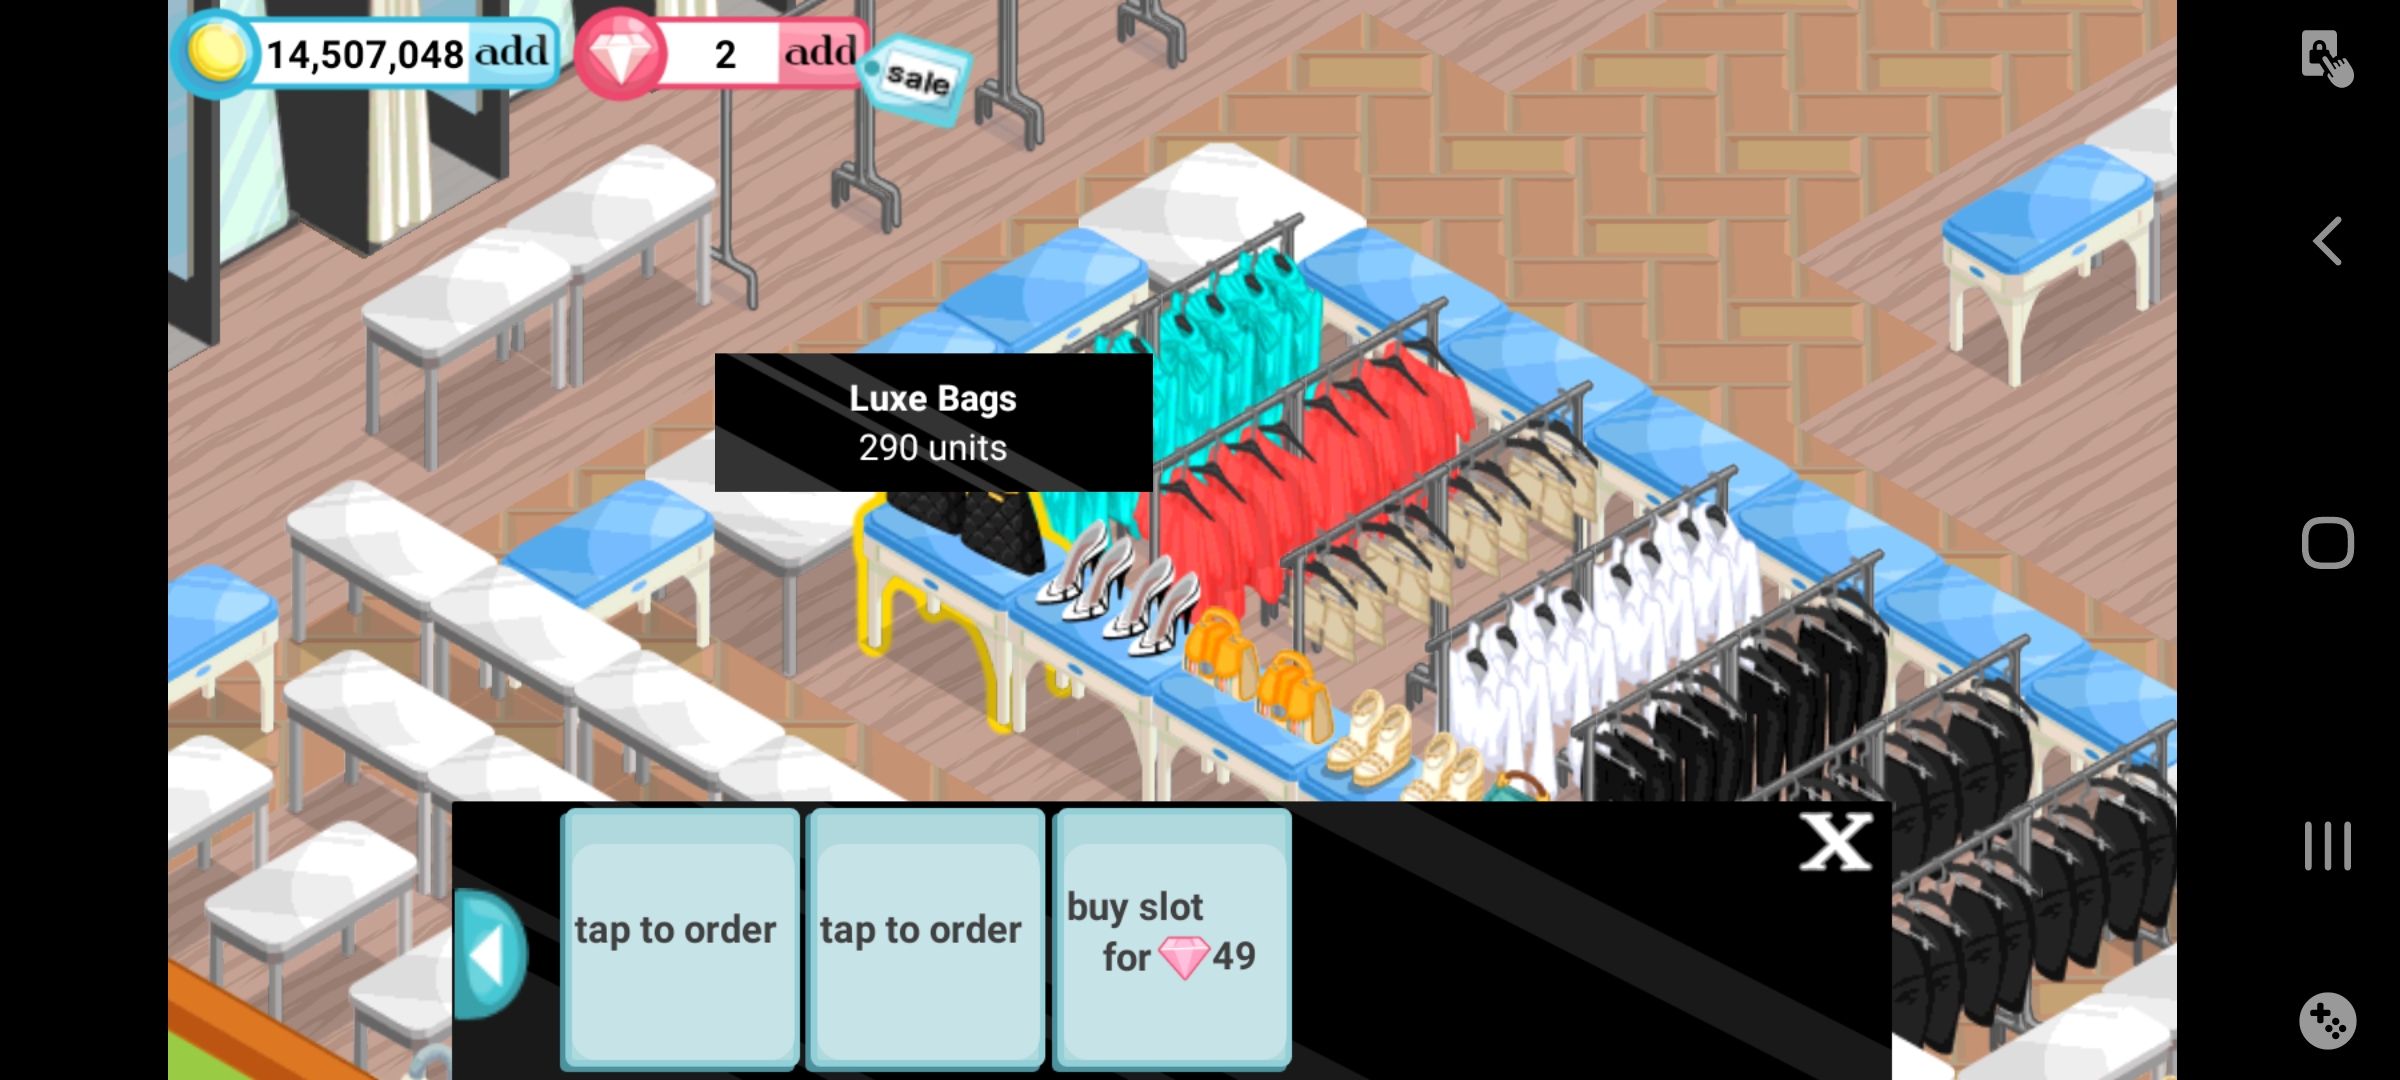 14,507,048 add
2 add
sale
Luxe Bags
290 units
tap to order
tap to order
buy slot
for 49
X